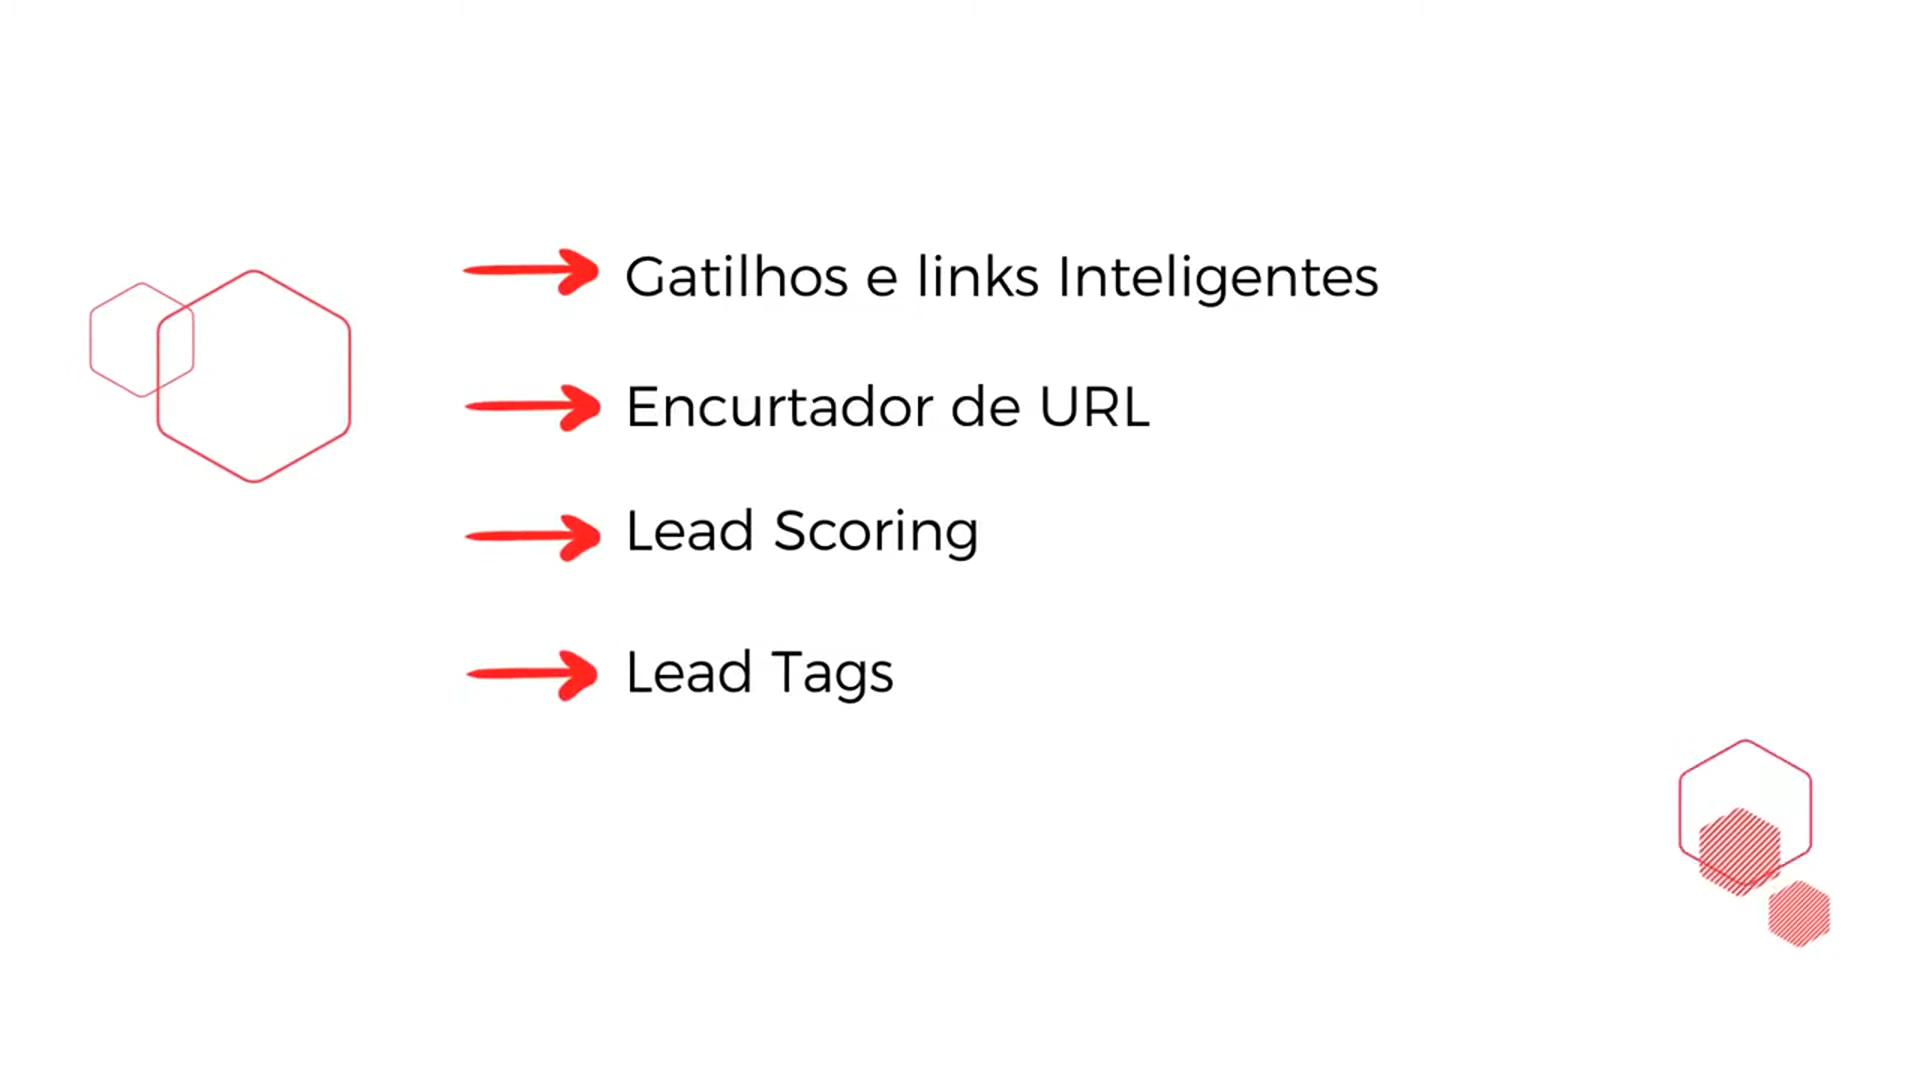 Gatilhos e links Inteligentes
Encurtador de URL
Lead Scoring
Lead Tags